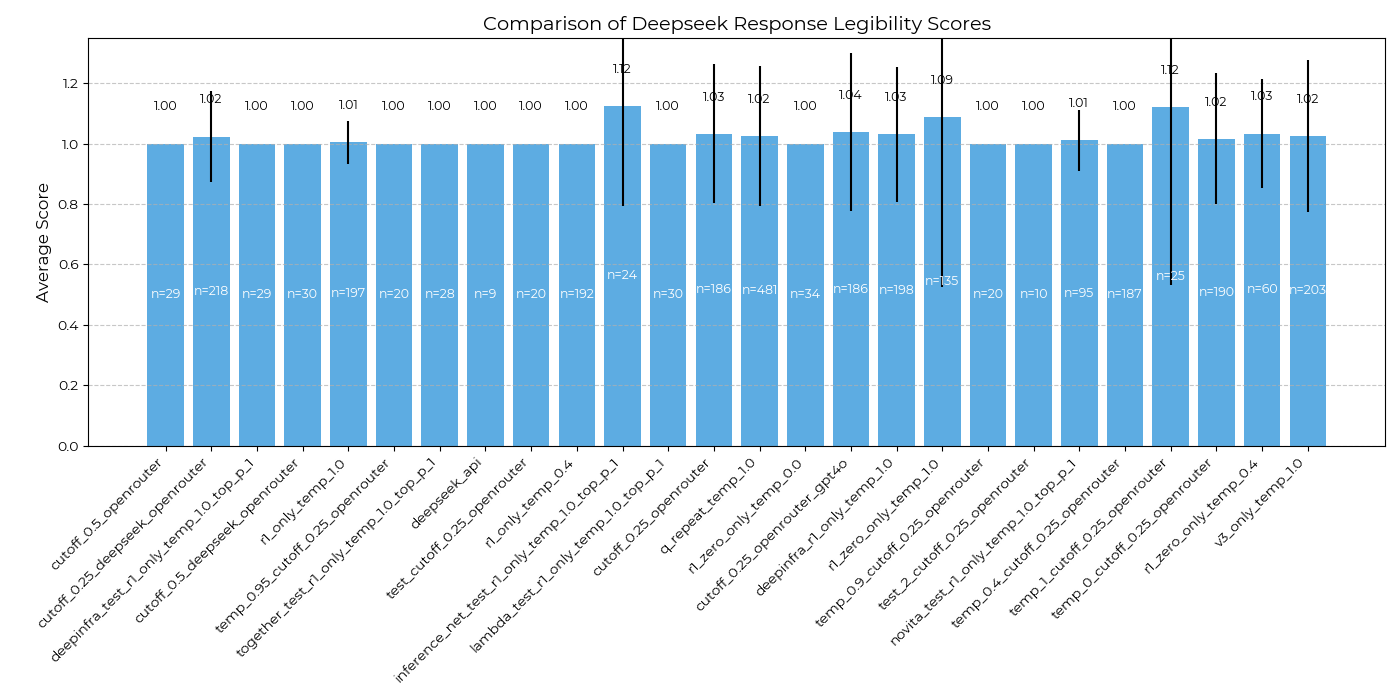 Comparison of Deepseek Response Legibility Scores
Average Score
1.2
1.0
0.8
0.6
0.4
0.2
0.0
1.00
1.02
1.00
1.00
1.01
1.00
1.00
1.00
1.00
1.00
1.12
1.00
1.03
1.02
1.00
1.04
1.03
1.09
1.00
1.00
1.01
1.00
1.12
1.02
1.03
1.02
n=29
n=218
n=29
n=30
n=197
n=20
n=28
n=9
n=20
n=192
n=24
n=30
n=186
n=481
n=34
n=186
n=198
n=135
n=20
n=10
n=95
n=187
n=25
n=190
n=60
n=203
cutoff_0.5_openrouter
cutoff_0.25_deepseek_openrouter
deepinfra_test_r1_only_temp_1.0_top_p_1
cutoff_0.5_deepseek_openrouter
r1_only_temp_1.0
temp_0.95_cutoff_0.25_openrouter
together_test_r1_only_temp_1.0_top_p_1
deepseek_api
test_cutoff_0.25_openrouter
r1_only_temp_0.4
inference_net_test_r1_only_temp_1.0_top_p_1
lambda_test_r1_only_temp_1.0_top_p_1
cutoff_0.25_openrouter
q_repeat_temp_1.0
r1_zero_only_temp_0.0
cutoff_0.25_openrouter_gpt4o
deepinfra_r1_only_temp_1.0
r1_zero_only_temp_1.0
temp_0.9_cutoff_0.25_openrouter
test_2_cutoff_0.25_openrouter
novita_test_r1_only_temp_1.0_top_p_1
temp_0.4_cutoff_0.25_openrouter
temp_1_cutoff_0.25_openrouter
temp_0_cutoff_0.25_openrouter
r1_zero_only_temp_0.4
v3_only_temp_1.0